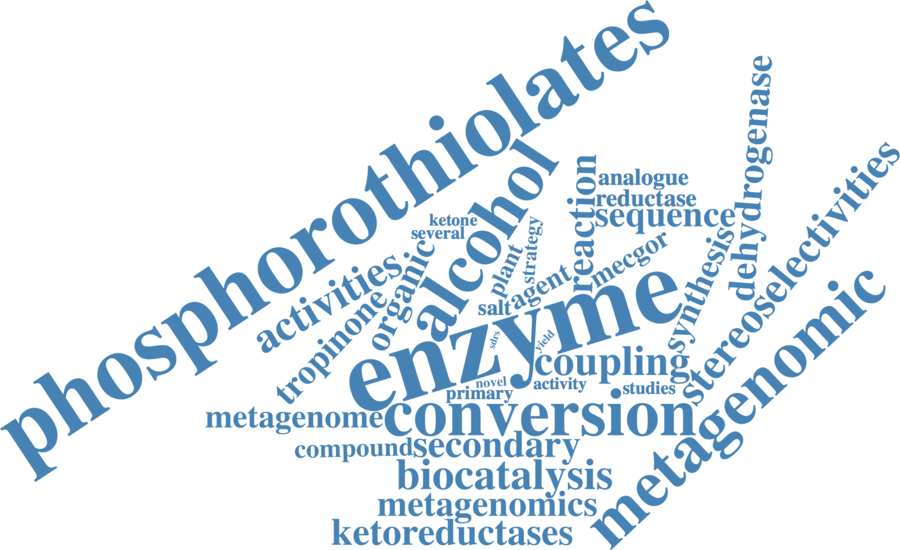 phosphorothiolates
dehydrogenase
alcohol
stereoselectivities
reaction
analogue
reductase
sequence
ketone
several
activities
organic
plant
strategy
mecgor
synthesis
tropinone
salt
agent
enzyme
metagenomic
sdrs
yield
coupling
novel
activity
studies
primary
metagenome
conversion
compound
secondary
biocatalysis
metagenomics
ketoreductases